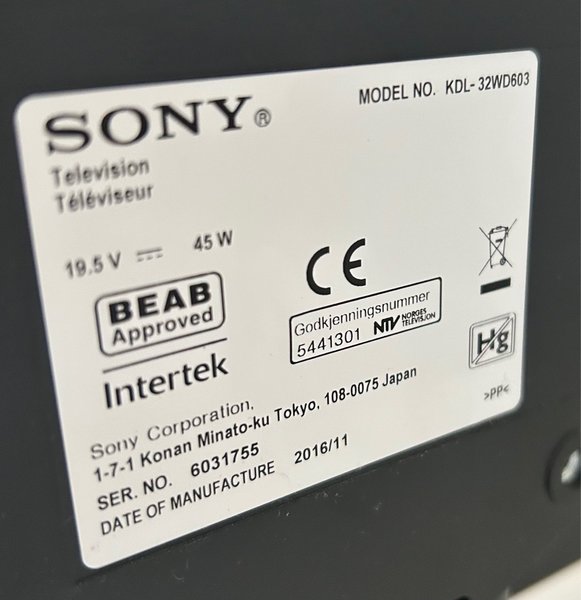 SONY®
MODEL NO. KDL-32WD603
Television
Téléviseur
19.5 V ⎓ 45 W
CE
BEAB
Approved
Intertek
Godkjenningsnummer
5441301 NTV NORGES TELEVISJON
Hg
Sony Corporation,
1-7-1 Konan Minato-ku Tokyo, 108-0075 Japan
>PP<
SER. NO. 6031755
DATE OF MANUFACTURE 2016/11